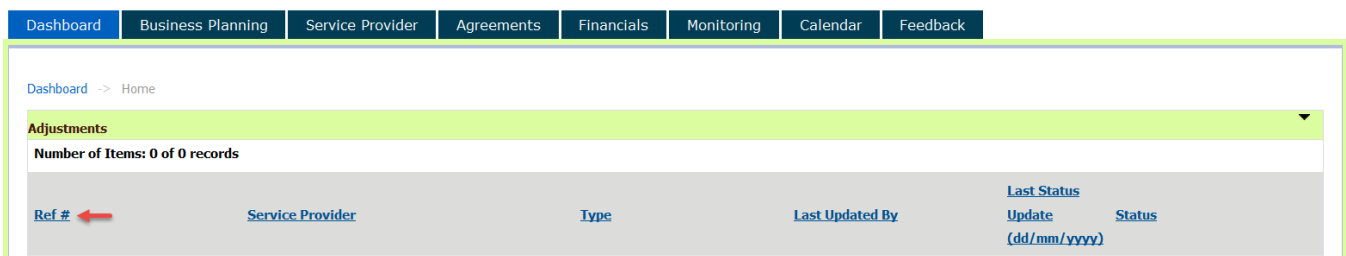 Dashboard Business Planning Service Provider Agreements Financials Monitoring Calendar Feedback
Dashboard -> Home
Adjustments
Number of Items: 0 of 0 records
Ref # Service Provider Type Last Updated By Last Status Update (dd/mm/yyyy) Status